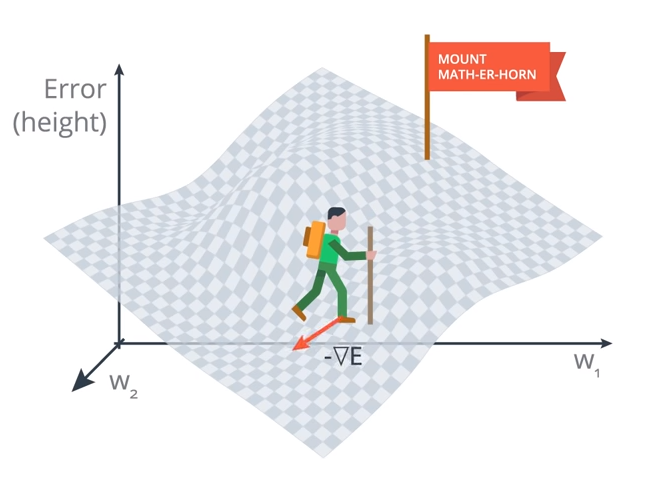 MOUNT
MATH-ER-HORN
Error
(height)
-∇E
W₁
W₂